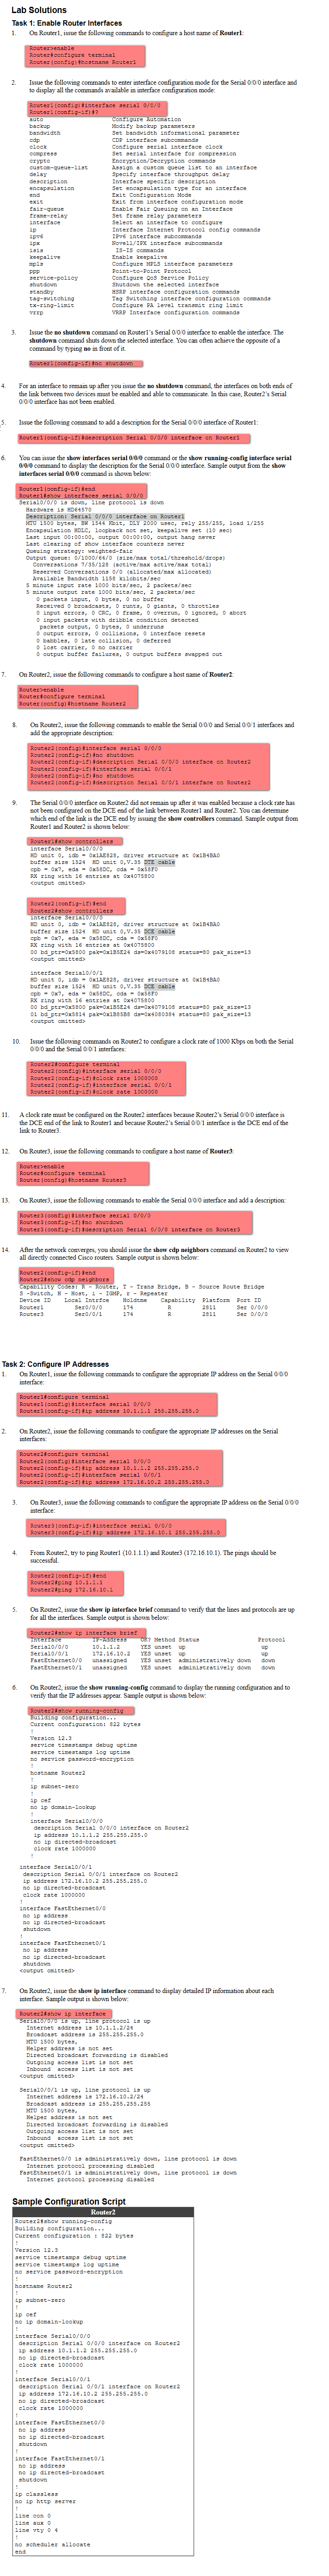 Lab Solutions
Task 1: Enable Router Interfaces
1. On Router1, issue the following commands to configure a host name of Router1:
Router>enable
Router#configure terminal
Router(config)#hostname Router1
2. Issue the following commands to enter interface configuration mode for the Serial 0/0/0 interface and
to display all the commands available in interface configuration mode:
Router1(config)#interface serial 0/0/0
Router1(config-if)#?
auto Configure Automation
backup Modify backup parameters
bandwidth Set bandwidth informational parameter
cdp CDP interface subcommands
clock Configure serial interface clock
compress Set serial interface for compression
crypto Encryption/Decryption commands
custom-queue-list Assign a custom queue list to an interface
delay Specify interface throughput delay
description Interface specific description
encapsulation Set encapsulation type for an interface
end Exit Configuration Mode
exit Exit from interface configuration mode
fair-queue Enable Fair Queuing on an Interface
frame-relay Set frame relay parameters
interface Select an interface to configure
ip Interface Internet Protocol config commands
ipv6 IPv6 interface subcommands
ipx Novell/IPX interface subcommands
isis IS-IS commands
keepalive Enable keepalive
mpls Configure MPLS interface parameters
ppp Point-to-Point Protocol
service-policy Configure QoS Service Policy
shutdown Shutdown the selected interface
standby HSRP interface configuration commands
tag-switching Tag Switching interface configuration commands
tx-ring-limit Configure PA level transmit ring limit
vrrp VRRP Interface configuration commands
3. Issue the no shutdown command on Router1's Serial 0/0/0 interface to enable the interface. The
shutdown command shuts down the selected interface. You can often achieve the opposite of a
command by typing no in front of it.
Router1(config-if)#no shutdown
4. For an interface to remain up after you issue the no shutdown command, the interfaces on both ends of
the link between two devices must be enabled and able to communicate. In this case, Router2's Serial
0/0/0 interface has not been enabled.
5. Issue the following command to add a description for the Serial 0/0/0 interface of Router1:
Router1(config-if)#description Serial 0/0/0 interface on Router1
6. You can issue the show interfaces serial 0/0/0 command or the show running-config interface serial
0/0/0 command to display the description for the Serial 0/0/0 interface. Sample output from the show
interfaces serial 0/0/0 command is shown below:
Router1(config-if)#end
Router1#show interfaces serial 0/0/0
Serial0/0/0 is down, line protocol is down
Hardware is HD64570
Description: Serial 0/0/0 interface on Router1
MTU 1500 bytes, BW 1544 Kbit, DLY 2000 usec, rely 255/255, load 1/255
Encapsulation HDLC, loopback not set, keepalive set (10 sec)
Last input 00:00:00, output 00:00:00, output hang never
Last clearing of show interface counters never
Queuing strategy: weighted-fair
Output queue: 0/1000/64/0 (size/max total/threshold/drops)
Conversations 7/35/128 (active/max active/max total)
Reserved Conversations 0/0 (allocated/max allocated)
Available Bandwidth 1158 kilobits/sec
5 minute input rate 1000 bits/sec, 2 packets/sec
5 minute output rate 1000 bits/sec, 2 packets/sec
0 packets input, 0 bytes, 0 no buffer
Received 0 broadcasts, 0 runts, 0 giants, 0 throttles
0 input errors, 0 CRC, 0 frame, 0 overrun, 0 ignored, 0 abort
0 input packets with dribble condition detected
packets output, 0 bytes, 0 underruns
0 output errors, 0 collisions, 0 interface resets
0 babbles, 0 late collision, 0 deferred
0 lost carrier, 0 no carrier
0 output buffer failures, 0 output buffers swapped out
7. On Router2, issue the following commands to configure a host name of Router2:
Router>enable
Router#configure terminal
Router(config)#hostname Router2
8. On Router2, issue the following commands to enable the Serial 0/0/0 and Serial 0/0/1 interfaces and
add the appropriate description:
Router2(config)#interface serial 0/0/0
Router2(config-if)#no shutdown
Router2(config-if)#description Serial 0/0/0 interface on Router2
Router2(config-if)#interface serial 0/0/1
Router2(config-if)#no shutdown
Router2(config-if)#description Serial 0/0/1 interface on Router2
9. The Serial 0/0/0 interface on Router2 did not remain up after it was enabled because a clock rate has
not been configured on the DCE end of the link between Router1 and Router2. You can determine
which end of the link is the DCE end by issuing the show controllers command. Sample output from
Router1 and Router2 is shown below:
Router1#show controllers
interface Serial0/0/0
HD unit 0, idb = 0x1AE828, driver structure at 0x1B4BA0
buffer size 1524 HD unit 0,V.35 DTE cable
cpb = 0x7, eda = 0x58DC, cda = 0x58F0
RX ring with 16 entries at 0x4075800
<output omitted>
Router2(config-if)#end
Router2#show controllers
interface Serial0/0/0
HD unit 0, idb = 0x1AE828, driver structure at 0x1B4BA0
buffer size 1524 HD unit 0,V.35 DCE cable
cpb = 0x7, eda = 0x58DC, cda = 0x58F0
RX ring with 16 entries at 0x4075800
00 bd_ptr=0x5800 pak=0x1B5E24 ds=0x4079108 status=80 pak_size=13
<output omitted>
interface Serial0/0/1
HD unit 0, idb = 0x1AE828, driver structure at 0x1B4BA0
buffer size 1524 HD unit 0,V.35 DCE cable
cpb = 0x7, eda = 0x58DC, cda = 0x58F0
RX ring with 16 entries at 0x4075800
00 bd_ptr=0x5800 pak=0x1B5E24 ds=0x4079108 status=80 pak_size=13
01 bd_ptr=0x5814 pak=0x1B85B8 ds=0x4080384 status=80 pak_size=13
<output omitted>
10. Issue the following commands on Router2 to configure a clock rate of 1000 Kbps on both the Serial
0/0/0 and the Serial 0/0/1 interfaces:
Router2#configure terminal
Router2(config)#interface serial 0/0/0
Router2(config-if)#clock rate 1000000
Router2(config-if)#interface serial 0/0/1
Router2(config-if)#clock rate 1000000
11. A clock rate must be configured on the Router2 interfaces because Router2's Serial 0/0/0 interface is
the DCE end of the link to Router1 and because Router2's Serial 0/0/1 interface is the DCE end of the
link to Router3.
12. On Router3, issue the following commands to configure a host name of Router3:
Router>enable
Router#configure terminal
Router(config)#hostname Router3
13. On Router3, issue the following commands to enable the Serial 0/0/0 interface and add a description:
Router3(config)#interface serial 0/0/0
Router3(config-if)#no shutdown
Router3(config-if)#description Serial 0/0/0 interface on Router3
14. After the network converges, you should issue the show cdp neighbors command on Router2 to view
all directly connected Cisco routers. Sample output is shown below:
Router2(config-if)#end
Router2#show cdp neighbors
Capability Codes: R - Router, T - Trans Bridge, B - Source Route Bridge
S -Switch, H - Host, i - IGMP, r - Repeater
Device ID Local Intrfce Holdtme Capability Platform Port ID
Router1 Ser0/0/0 174 R 2811 Ser 0/0/0
Router3 Ser0/0/1 174 R 2811 Ser 0/0/0
Task 2: Configure IP Addresses
1. On Router1, issue the following commands to configure the appropriate IP address on the Serial 0/0/0
interface:
Router1#configure terminal
Router1(config)#interface serial 0/0/0
Router1(config-if)#ip address 10.1.1.1 255.255.255.0
2. On Router2, issue the following commands to configure the appropriate IP addresses on the Serial
interfaces:
Router2#configure terminal
Router2(config)#interface serial 0/0/0
Router2(config-if)#ip address 10.1.1.2 255.255.255.0
Router2(config-if)#interface serial 0/0/1
Router2(config-if)#ip address 172.16.10.2 255.255.255.0
3. On Router3, issue the following commands to configure the appropriate IP address on the Serial 0/0/0
interface:
Router3(config-if)#interface serial 0/0/0
Router3(config-if)#ip address 172.16.10.1 255.255.255.0
4. From Router2, try to ping Router1 (10.1.1.1) and Router3 (172.16.10.1). The pings should be
successful.
Router2(config-if)#end
Router2#ping 10.1.1.1
Router2#ping 172.16.10.1
5. On Router2, issue the show ip interface brief command to verify that the lines and protocols are up
for all the interfaces. Sample output is shown below:
Router2#show ip interface brief
Interface IP-Address OK? Method Status Protocol
Serial0/0/0 10.1.1.2 YES unset up up
Serial0/0/1 172.16.10.2 YES unset up up
FastEthernet0/0 unassigned YES unset administratively down down
FastEthernet0/1 unassigned YES unset administratively down down
6. On Router2, issue the show running-config command to display the running configuration and to
verify that the IP addresses appear. Sample output is shown below:
Router2#show running-config
Building configuration...
Current configuration: 822 bytes
!
Version 12.3
service timestamps debug uptime
service timestamps log uptime
no service password-encryption
!
hostname Router2
!
ip subnet-zero
!
ip cef
no ip domain-lookup
!
interface Serial0/0/0
description Serial 0/0/0 interface on Router2
ip address 10.1.1.2 255.255.255.0
no ip directed-broadcast
clock rate 1000000
!
interface Serial0/0/1
description Serial 0/0/1 interface on Router2
ip address 172.16.10.2 255.255.255.0
no ip directed-broadcast
clock rate 1000000
!
interface FastEthernet0/0
no ip address
no ip directed-broadcast
shutdown
!
interface FastEthernet0/1
no ip address
no ip directed-broadcast
shutdown
<output omitted>
7. On Router2, issue the show ip interface command to display detailed IP information about each
interface. Sample output is shown below:
Router2#show ip interface
Serial0/0/0 is up, line protocol is up
Internet address is 10.1.1.2/24
Broadcast address is 255.255.255.0
MTU 1500 bytes,
Helper address is not set
Directed broadcast forwarding is disabled
Outgoing access list is not set
Inbound access list is not set
<output omitted>
Serial0/0/1 is up, line protocol is up
Internet address is 172.16.10.2/24
Broadcast address is 255.255.255.255
MTU 1500 bytes,
Helper address is not set
Directed broadcast forwarding is disabled
Outgoing access list is not set
Inbound access list is not set
<output omitted>
FastEthernet0/0 is administratively down, line protocol is down
Internet protocol processing disabled
FastEthernet0/1 is administratively down, line protocol is down
Internet protocol processing disabled
Sample Configuration Script
Router2
Router2#show running-config
Building configuration...
Current configuration : 822 bytes
!
Version 12.3
service timestamps debug uptime
service timestamps log uptime
no service password-encryption
!
hostname Router2
!
ip subnet-zero
!
ip cef
no ip domain-lookup
!
interface Serial0/0/0
description Serial 0/0/0 interface on Router2
ip address 10.1.1.2 255.255.255.0
no ip directed-broadcast
clock rate 1000000
!
interface Serial0/0/1
description Serial 0/0/1 interface on Router2
ip address 172.16.10.2 255.255.255.0
no ip directed-broadcast
clock rate 1000000
!
interface FastEthernet0/0
no ip address
no ip directed-broadcast
shutdown
!
interface FastEthernet0/1
no ip address
no ip directed-broadcast
shutdown
!
ip classless
no ip http server
!
line con 0
line aux 0
line vty 0 4
!
no scheduler allocate
end